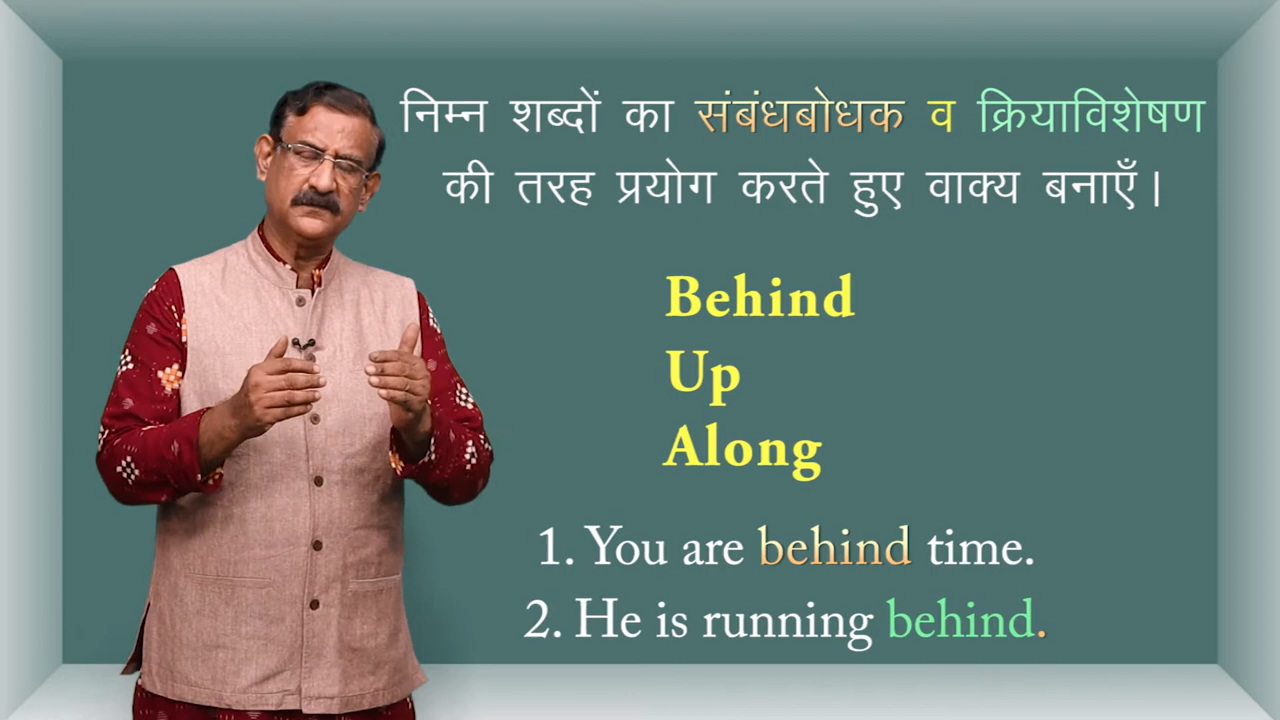 निम्न शब्दों का संबंधबोधक व क्रियाविशेषण
की तरह प्रयोग करते हुए वाक्य बनाएँ।
Behind
Up
Along
1. You are behind time.
2. He is running behind.